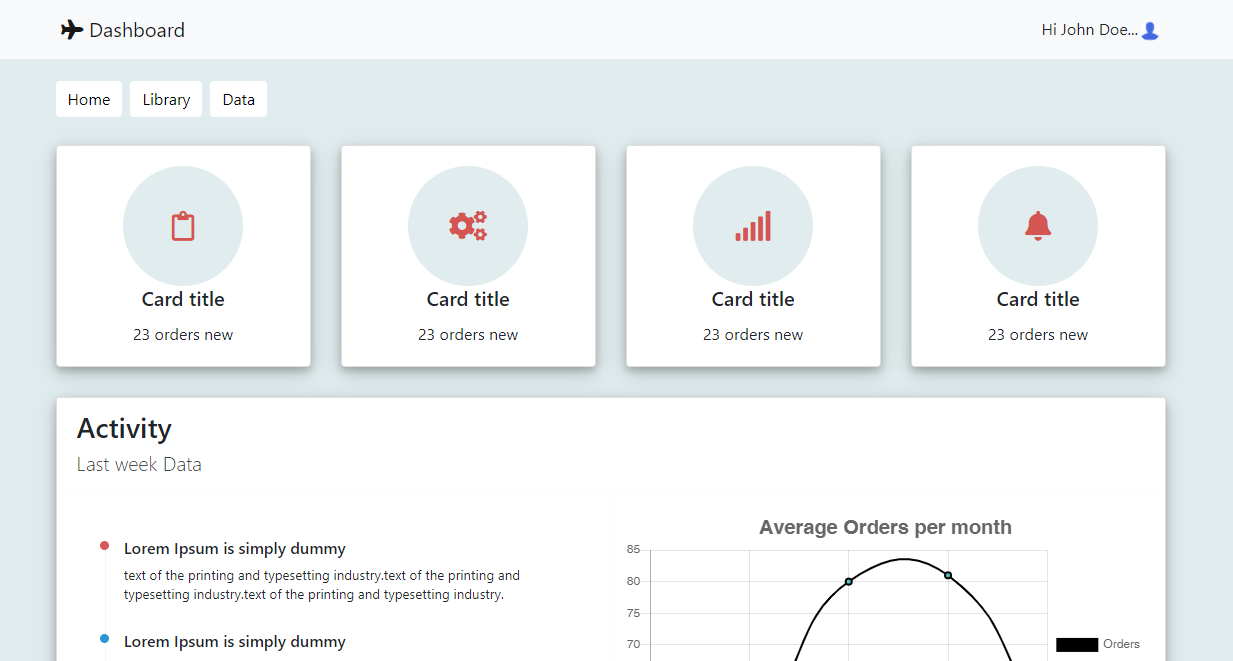 Dashboard
Hi John Doe...
Home
Library
Data
Card title
23 orders new
Card title
23 orders new
Card title
23 orders new
Card title
23 orders new
Activity
Last week Data
Lorem Ipsum is simply dummy
text of the printing and typesetting industry.text of the printing and
typesetting industry.text of the printing and typesetting industry.
Lorem Ipsum is simply dummy
Average Orders per month
85
80
75
70
Orders